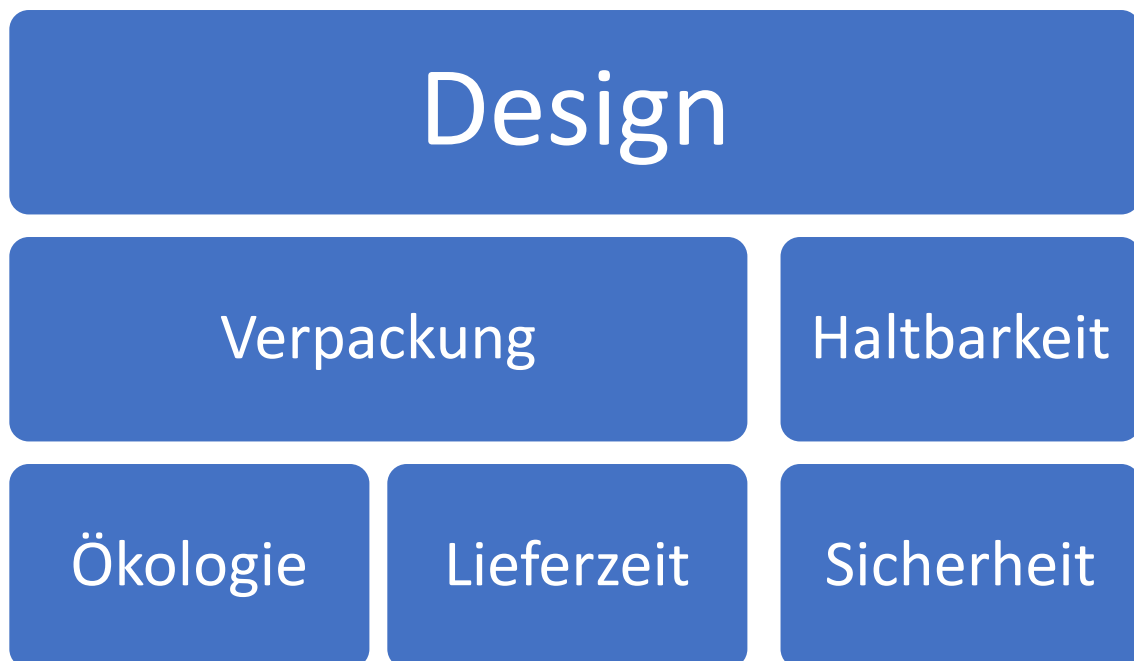 Design
Verpackung
Haltbarkeit
Ökologie
Lieferzeit
Sicherheit